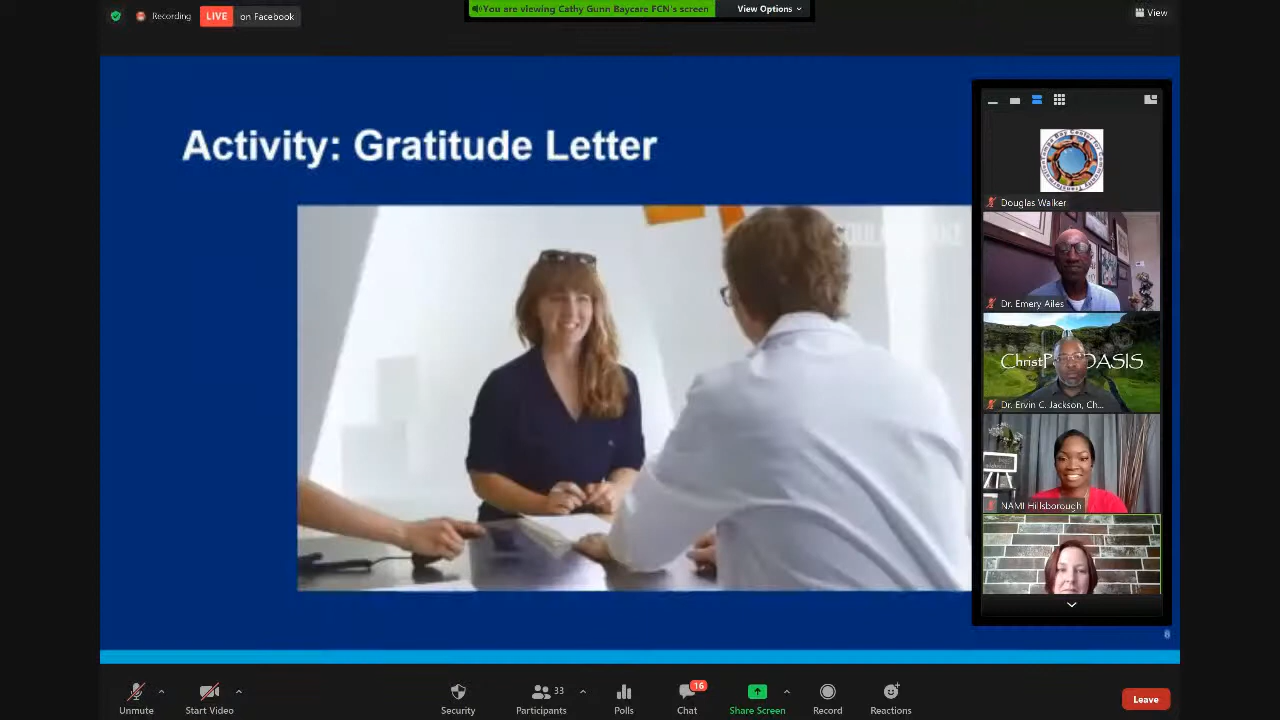 Recording
LIVE on Facebook
You are viewing Cathy Gunn Baycare FCN's screen
View Options
View
Activity: Gratitude Letter
Douglas Walker
Dr. Emery Ailes
Dr. Ervin C. Jackson, Ch...
NAMI Hillsborough
8
Unmute
Start Video
Security
Participants
33
Polls
Chat
16
Share Screen
Record
Reactions
Leave